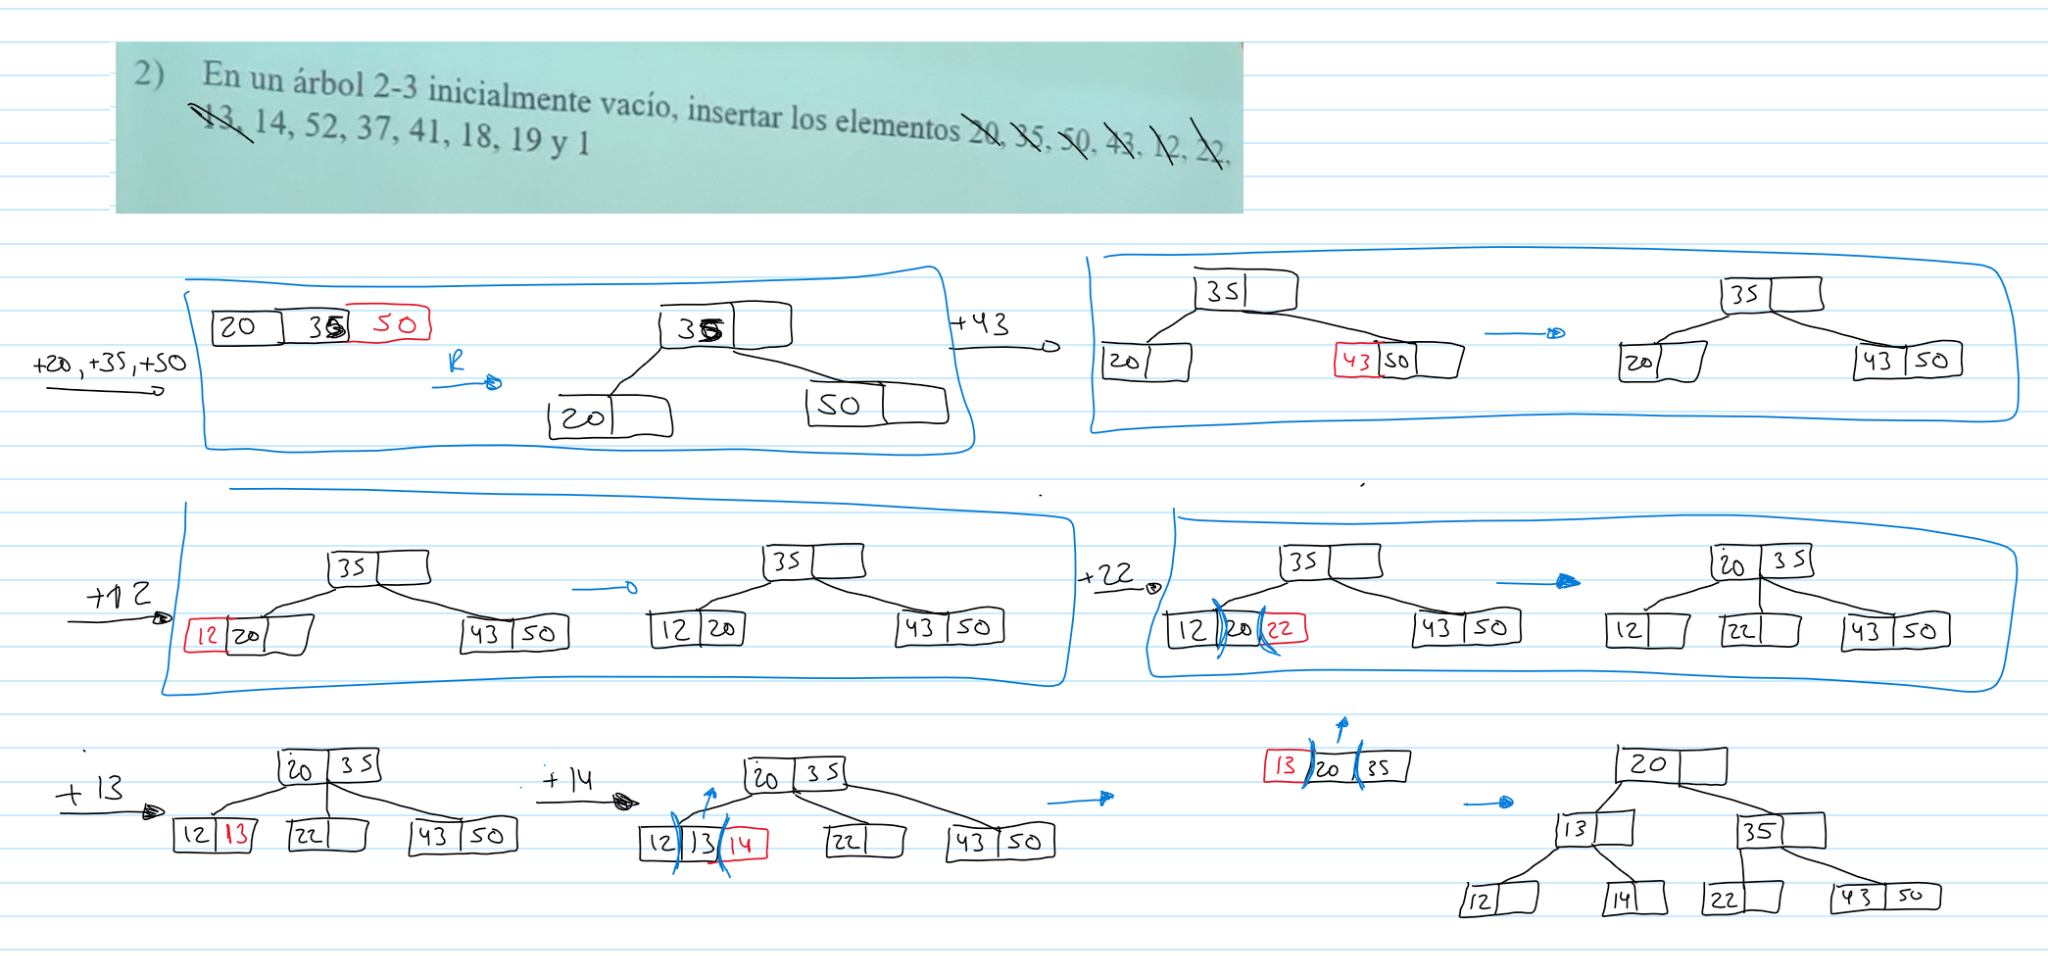 2) En un árbol 2-3 inicialmente vacío, insertar los elementos 20, 35, 50, 43, 12, 22,
13, 14, 52, 37, 41, 18, 19 y 1
+20, +35, +50
20 35 50
R
35
20 50
+43
35
20 43 50
35
20 43 50
+12
35
12 20 43 50
35
12 20 43 50
+22
35
12 20 22 43 50
20 35
12 22 43 50
+13
20 35
12 13 22 43 50
+14
20 35
12 13 14 22 43 50
13 20 35
20
13 35
12 14 22 43 50